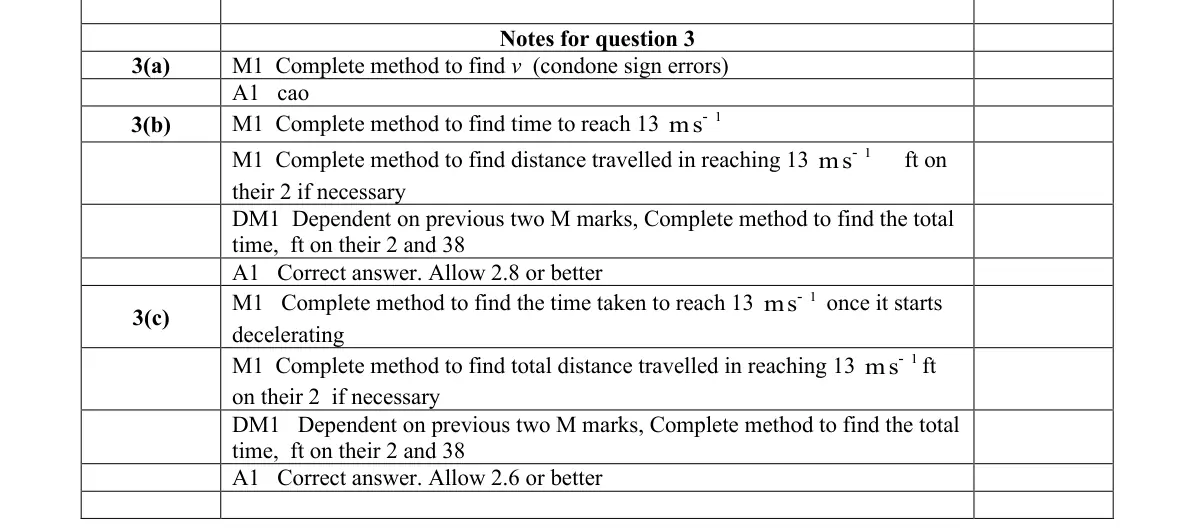 Notes for question 3
3(a) M1 Complete method to find v (condone sign errors)
A1 cao
3(b) M1 Complete method to find time to reach 13 m s⁻ ¹
M1 Complete method to find distance travelled in reaching 13 m s⁻ ¹ ft on
their 2 if necessary
DM1 Dependent on previous two M marks, Complete method to find the total
time, ft on their 2 and 38
A1 Correct answer. Allow 2.8 or better
3(c) M1 Complete method to find the time taken to reach 13 m s⁻ ¹ once it starts
decelerating
M1 Complete method to find total distance travelled in reaching 13 m s⁻ ¹ ft
on their 2 if necessary
DM1 Dependent on previous two M marks, Complete method to find the total
time, ft on their 2 and 38
A1 Correct answer. Allow 2.6 or better